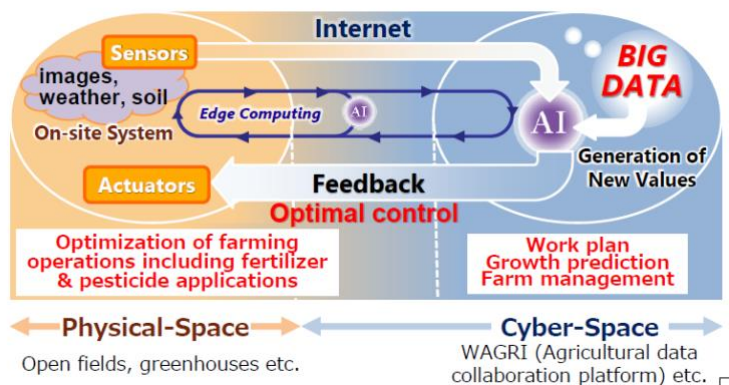 Internet
Sensors
images,
weather, soil
On-site System
Edge Computing
AI
AI
BIG
DATA
Generation of
New Values
Actuators
Feedback
Optimal control
Optimization of farming
operations including fertilizer
& pesticide applications
Work plan
Growth prediction
Farm management
Physical-Space
Cyber-Space
Open fields, greenhouses etc.
WAGRI (Agricultural data
collaboration platform) etc.